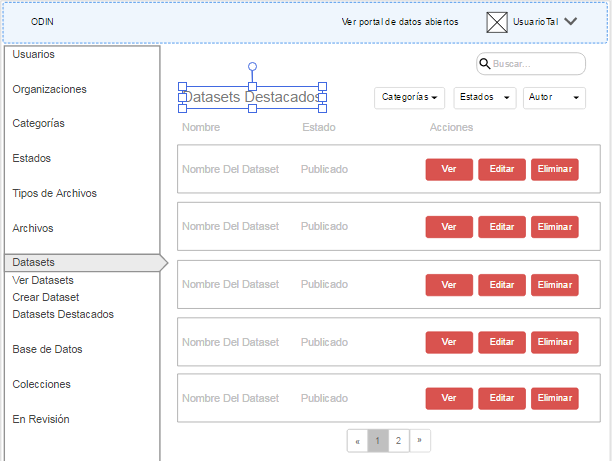 ODIN
Ver portal de datos abiertos
UsuarioTal
Usuarios
Organizaciones
Categorías
Estados
Tipos de Archivos
Archivos
Datasets
Ver Datasets
Crear Dataset
Datasets Destacados
Base de Datos
Colecciones
En Revisión
Buscar...
Datasets Destacados
Categorías
Estados
Autor
Nombre Estado Acciones
Nombre Del Dataset Publicado Ver Editar Eliminar
Nombre Del Dataset Publicado Ver Editar Eliminar
Nombre Del Dataset Publicado Ver Editar Eliminar
Nombre Del Dataset Publicado Ver Editar Eliminar
Nombre Del Dataset Publicado Ver Editar Eliminar
« 1 2 »